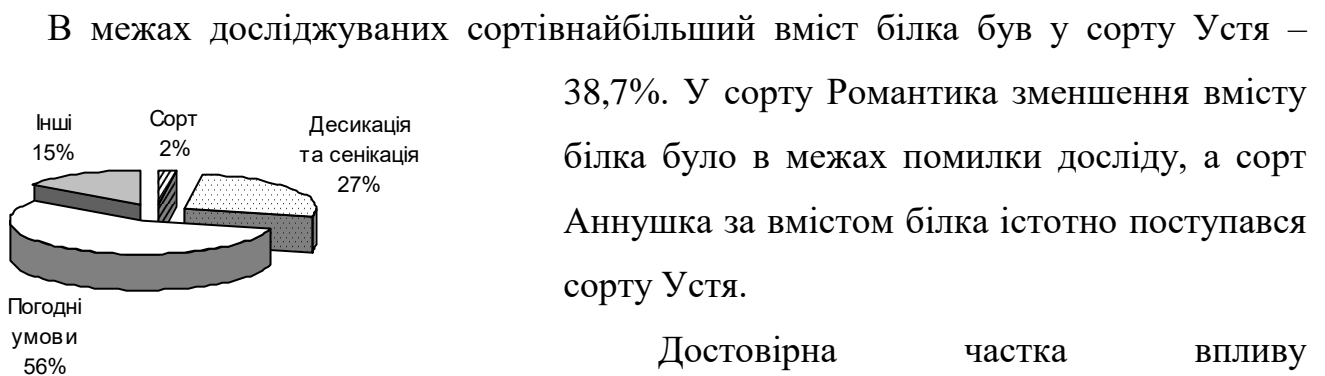 В межах досліджуваних сортівнайбільший вміст білка був у сорту Устя –
38,7%. У сорту Романтика зменшення вмісту
білка було в межах помилки досліду, а сорт
Аннушка за вмістом білка істотно поступався
сорту Устя.
Достовірна частка впливу
Інші
15%
Сорт
2%
Десикація
та сенікація
27%
Погодні
умови
56%